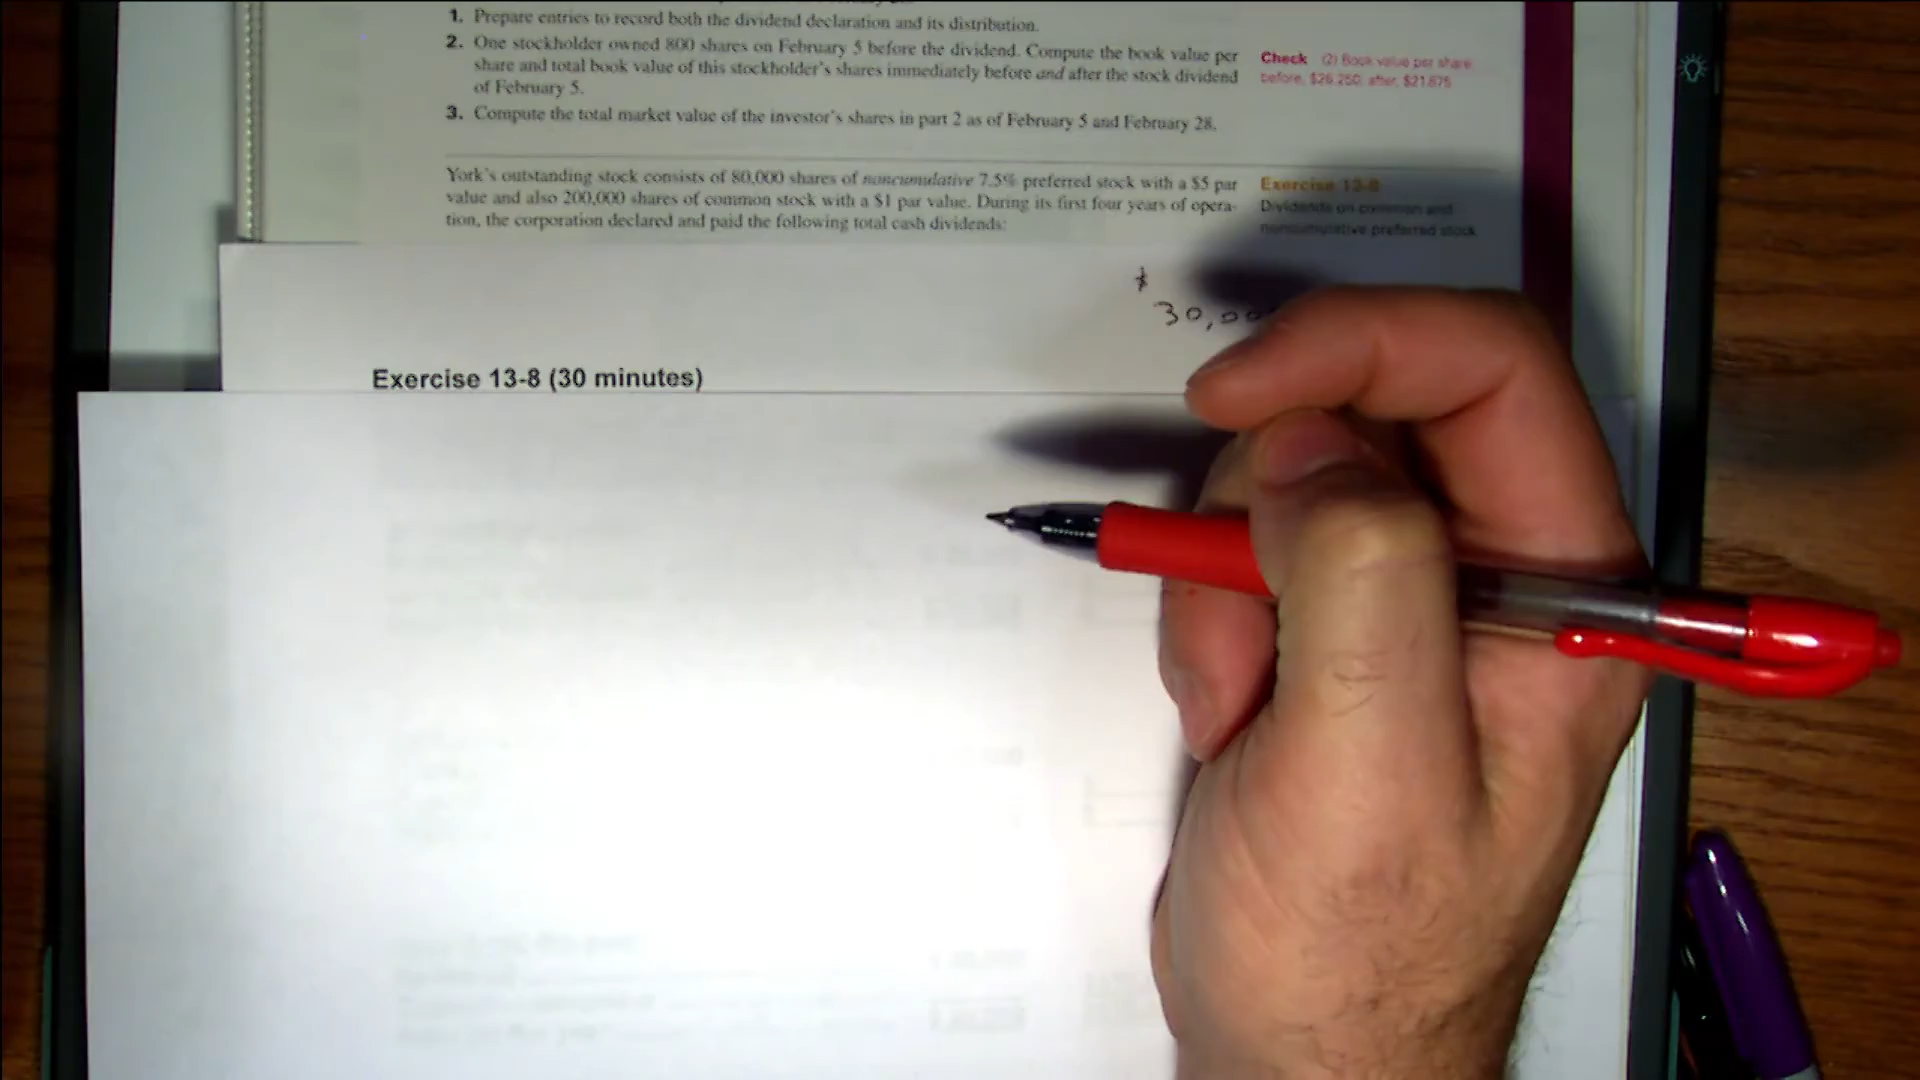 1. Prepare entries to record both the dividend declaration and its distribution.
2. One stockholder owned 800 shares on February 5 before the dividend. Compute the book value per
share and total book value of this stockholder's shares immediately before and after the stock dividend
of February 5.
Check (2) Book value per share:
before, $26.250; after, $21.875
3. Compute the total market value of the investor's shares in part 2 as of February 5 and February 28.
York's outstanding stock consists of 80,000 shares of noncumulative 7.5% preferred stock with a $5 par
value and also 200,000 shares of common stock with a $1 par value. During its first four years of opera-
tion, the corporation declared and paid the following total cash dividends:
Exercise 13-8
Dividends on common and
noncumulative preferred stock
$
30,00
Exercise 13-8 (30 minutes)